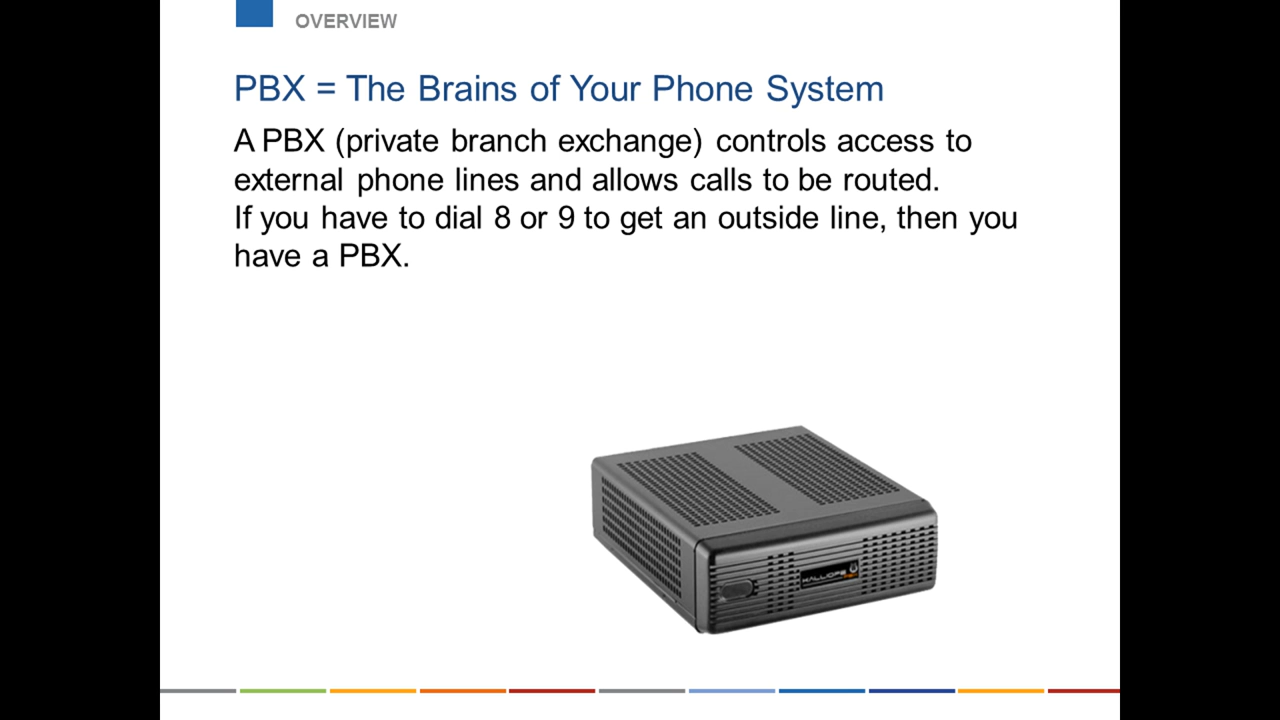 OVERVIEW
PBX = The Brains of Your Phone System
A PBX (private branch exchange) controls access to
external phone lines and allows calls to be routed.
If you have to dial 8 or 9 to get an outside line, then you
have a PBX.
KALLIOPE